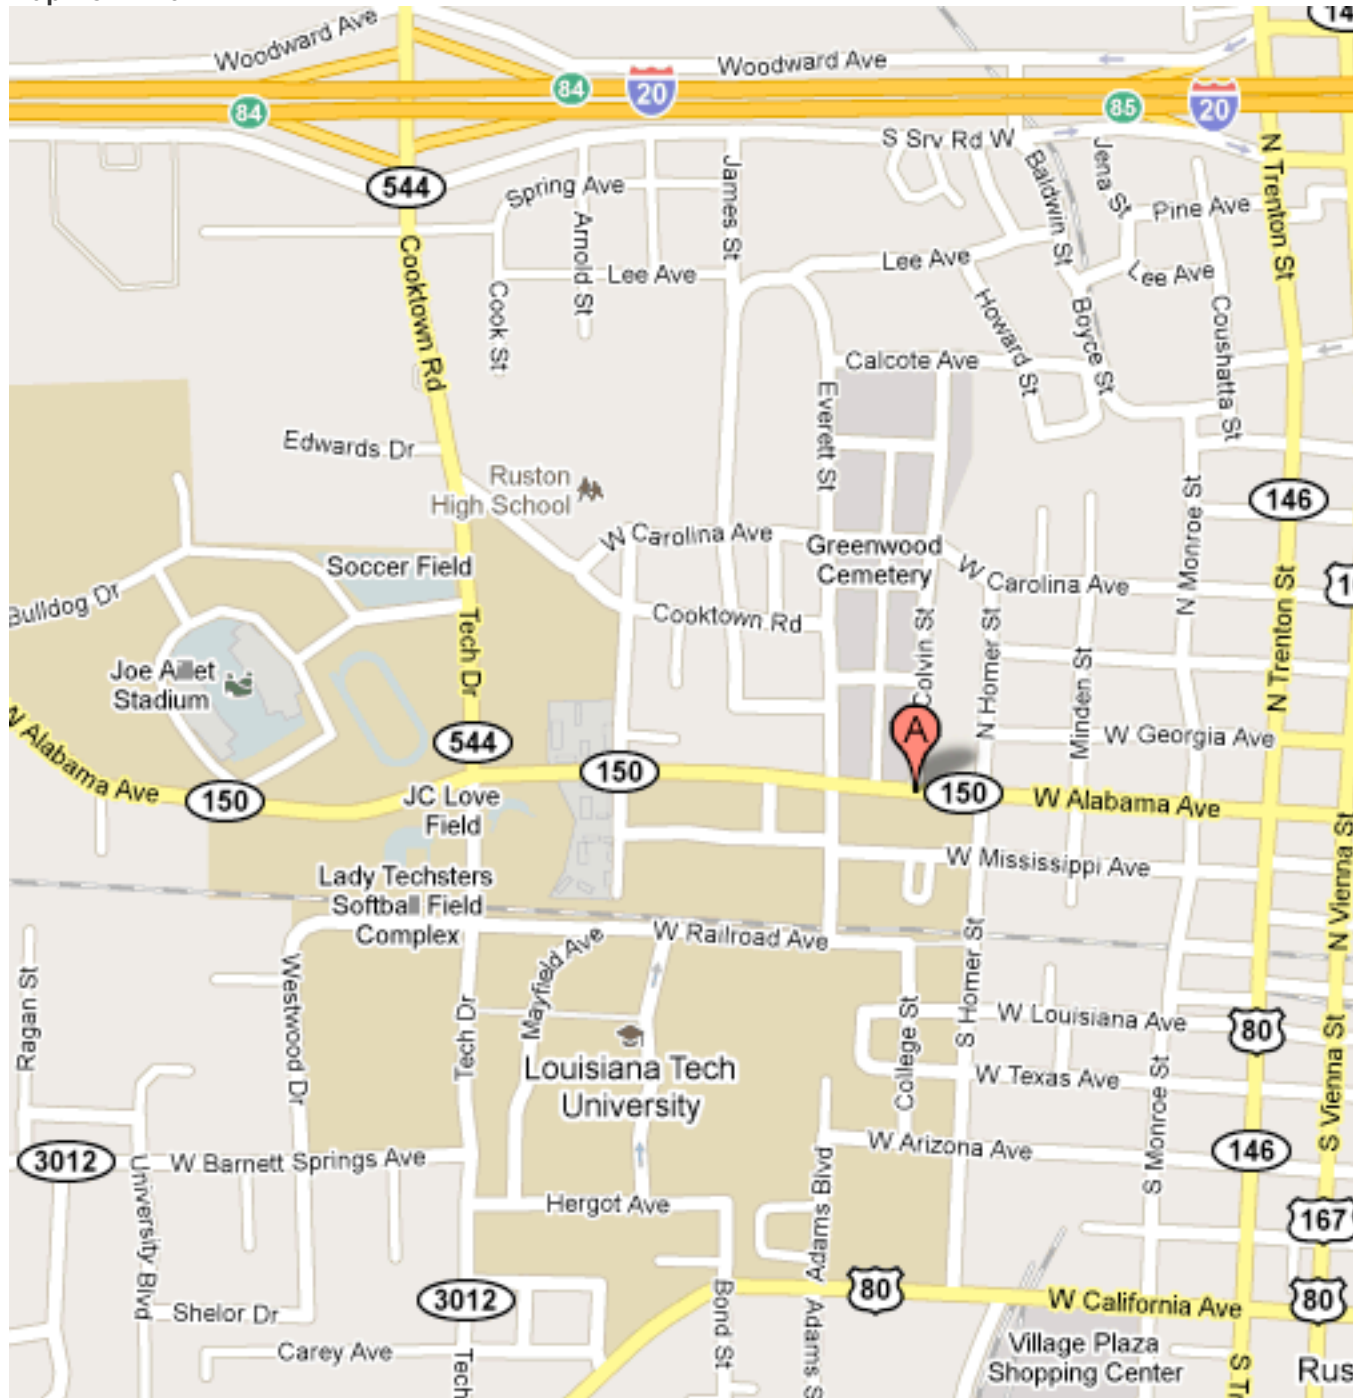 W Woodward Ave
Woodward Ave
14
84
84
20
85
20
S Srv Rd W
544
Spring Ave
Arnold St
James St
Baldwin St
Jena St
Pine Ave
N Trenton St
Cooktown Rd
Cook St
Lee Ave
Lee Ave
Lee Ave
Howard St
Boyce St
Coushatta St
Calcote Ave
Everett St
Edwards Dr
Ruston
High School
146
W Carolina Ave
Greenwood
Cemetery
W Carolina Ave
N Monroe St
Soccer Field
Bulldog Dr
Cooktown Rd
Tech Dr
Colvin St
N Homer St
Minden St
N Trenton St
Joe Aillet
Stadium
W Alabama Ave
544
A
W Georgia Ave
150
150
150
W Alabama Ave
JC Love
Field
W Mississippi Ave
N Vienna St
Lady Techsters
Softball Field
Complex
W Railroad Ave
Mayfield Ave
Ragan St
Westwood Dr
Tech Dr
College St
S Homer St
W Louisiana Ave
80
Louisiana Tech
University
W Texas Ave
S Monroe St
S Vienna St
W Arizona Ave
146
3012
W Barnett Springs Ave
University Blvd
Hergot Ave
Adams Blvd
167
80
3012
Shelor Dr
Bond St
Adams S
W California Ave
80
Carey Ave
Tech
Village Plaza
Shopping Center
S Tr
Rus